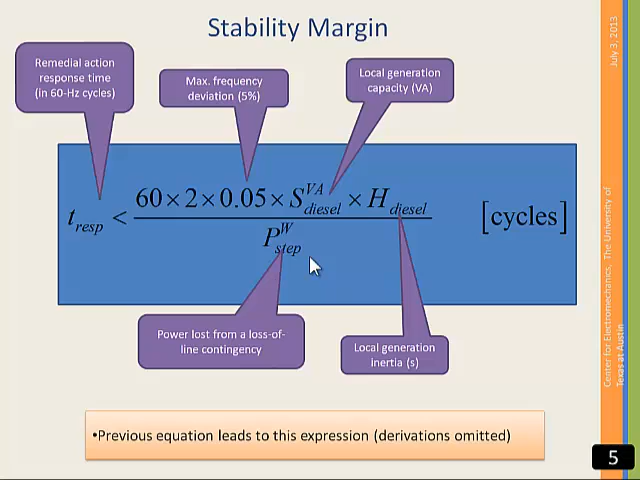 Stability Margin
Remedial action
response time
(in 60-Hz cycles)
Max. frequency
deviation (5%)
Local generation
capacity (VA)
t_resp < (60 × 2 × 0.05 × S_diesel^VA × H_diesel) / P_step^W [cycles]
Power lost from a loss-of-
line contingency
Local generation
inertia (s)
•Previous equation leads to this expression (derivations omitted)
July 3, 2013
Center for Electromechanics. The University of
Texas at Austin
5